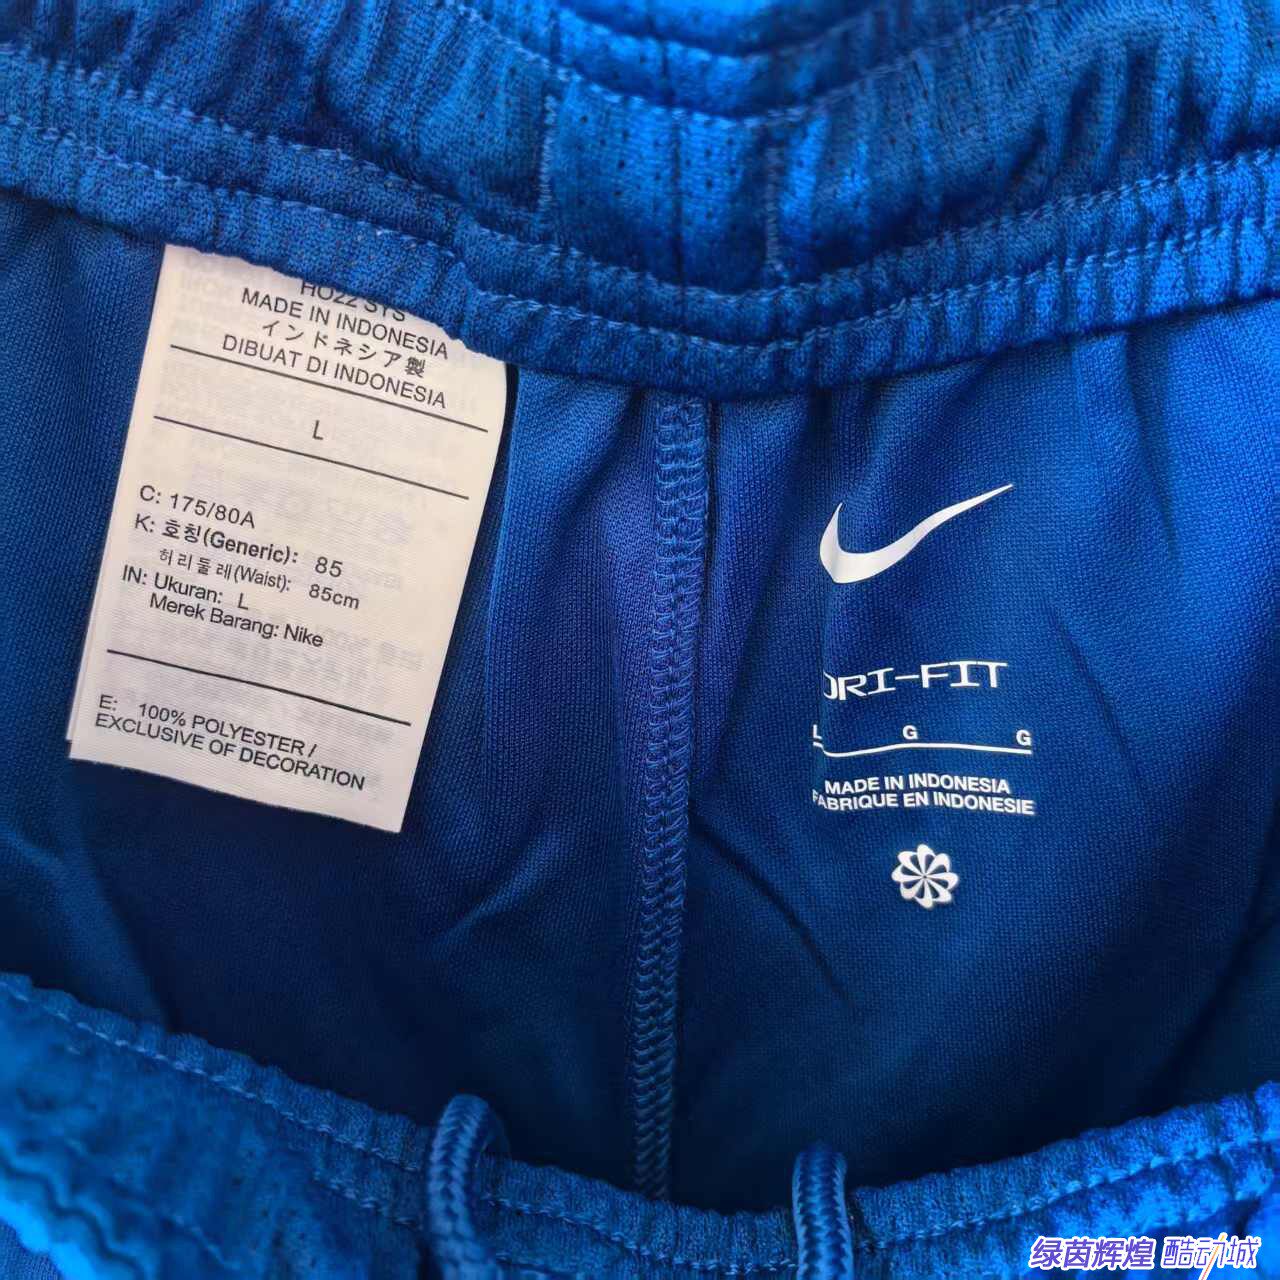 HO22 STS
MADE IN INDONESIA
インドネシア製
DIBUAT DI INDONESIA
L
C: 175/80A
K: 호칭(Generic): 85
허리둘레(Waist): 85cm
IN: Ukuran: L
Merek Barang: Nike
E: 100% POLYESTER /
EXCLUSIVE OF DECORATION
DRI-FIT
L G G
MADE IN INDONESIA
FABRIQUE EN INDONESIE
绿茵辉煌 酷动城